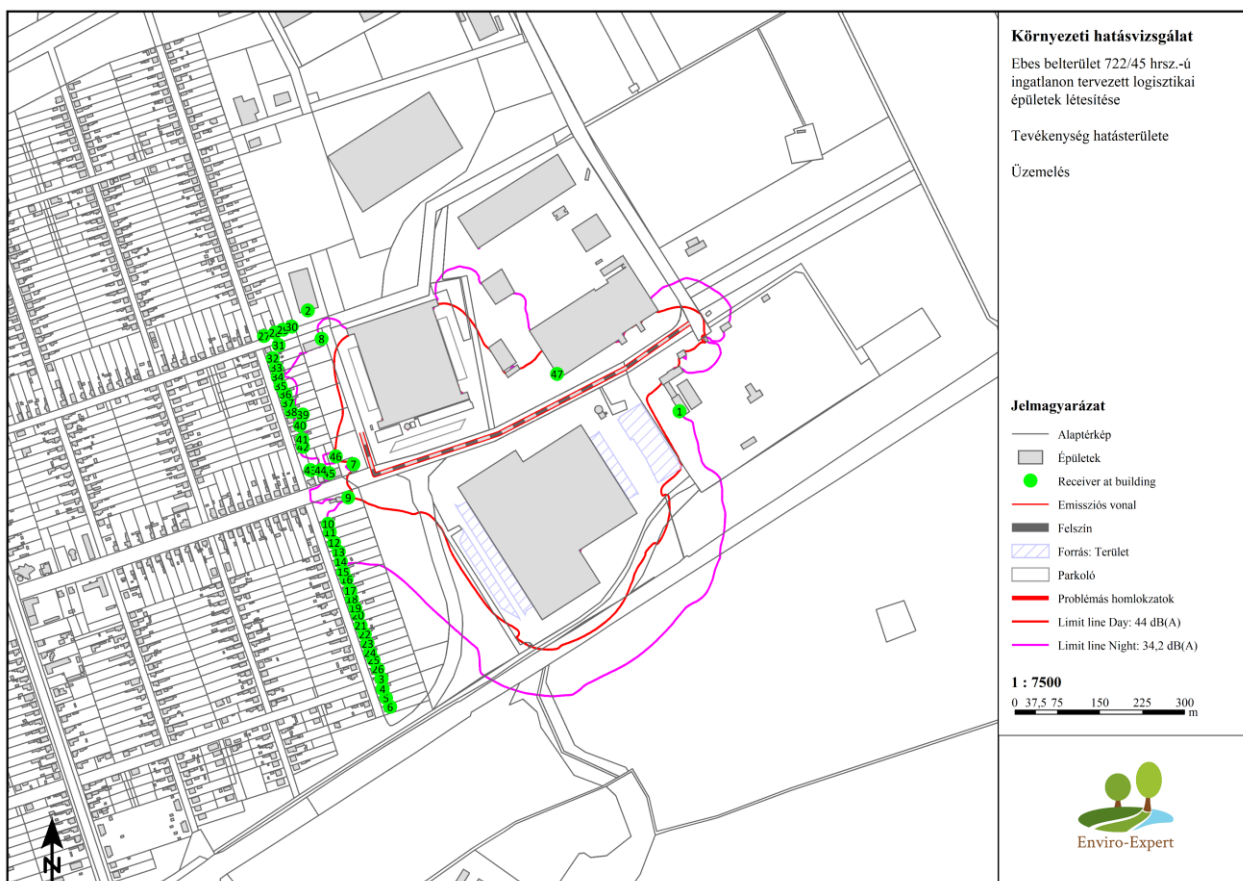 Környezeti hatásvizsgálat
Ebes belterület 722/45 hrsz.-ú
ingatlanon tervezett logisztikai
épületek létesítése
Tevékenység hatásterülete
Üzemelés
Jelmagyarázat
Alaptérkép
Épületek
Receiver at building
Emissziós vonal
Felszín
Forrás: Terület
Parkoló
Problémás homlokzatok
Limit line Day: 44 dB(A)
Limit line Night: 34,2 dB(A)
1 : 7500
0 37,5 75 150 225 300
m
Enviro-Expert
2
30
31
8
32
33
34
35
36
37
38
39
40
41
42
46
7
44
45
9
47
1
10
11
12
13
14
15
16
17
18
19
20
21
22
23
24
25
26
3
4
5
6
N